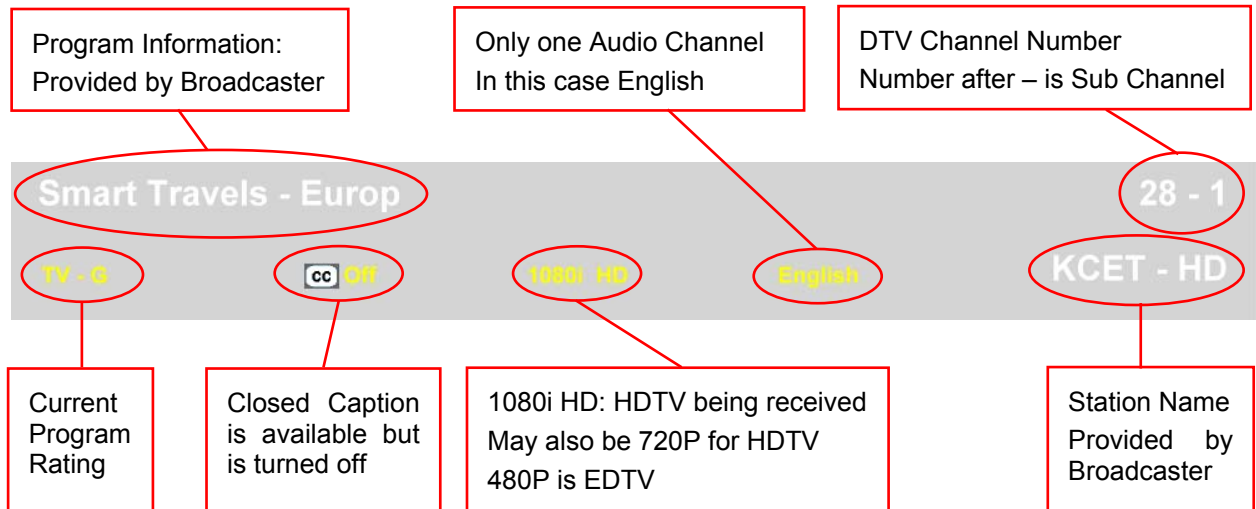 Program Information:
Provided by Broadcaster
Only one Audio Channel
In this case English
DTV Channel Number
Number after – is Sub Channel
Smart Travels - Europ
28 - 1
TV - G
cc Off
1080i HD
English
KCET - HD
Current
Program
Rating
Closed Caption
is available but
is turned off
1080i HD: HDTV being received
May also be 720P for HDTV
480P is EDTV
Station Name
Provided by
Broadcaster